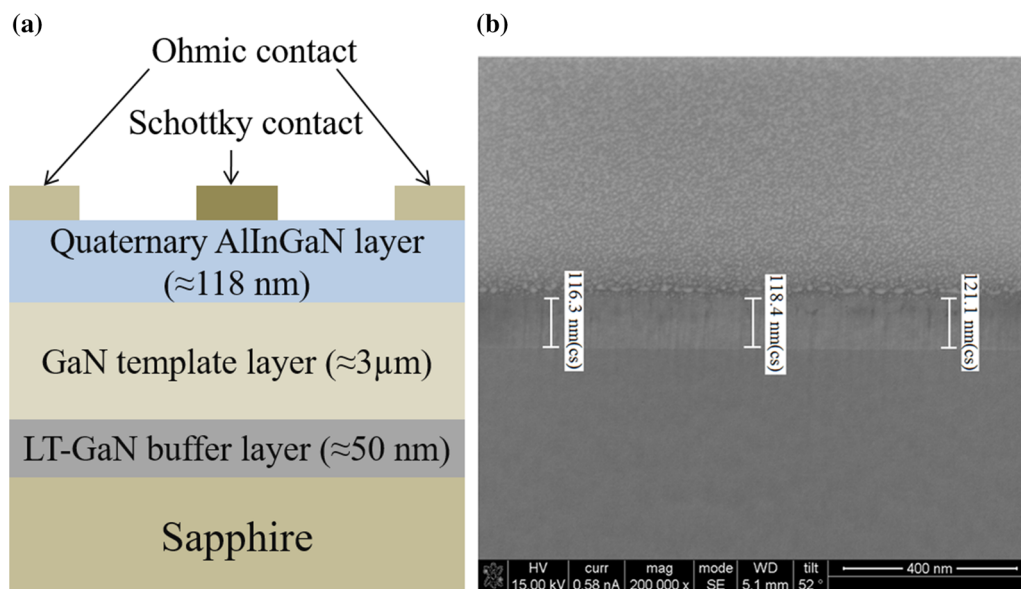 (a)
Ohmic contact
Schottky contact
Quaternary AlInGaN layer
(≈118 nm)
GaN template layer (≈3µm)
LT-GaN buffer layer (≈50 nm)
Sapphire
(b)
116.3 nm(cs)
118.4 nm(cs)
121.1 nm(cs)
HV curr mag mode WD tilt 400 nm
15.00 kV 0.58 nA 200 000 x SE 5.1 mm 52 °